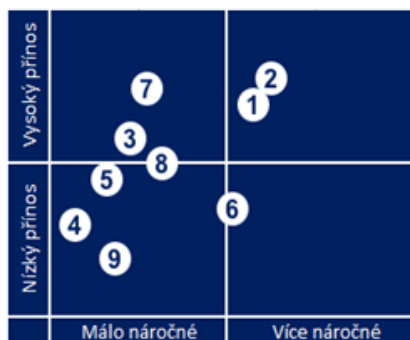 Vysoký přínos
Nízký přínos
7
2
1
3
8
5
6
4
9
Málo náročné
Více náročné